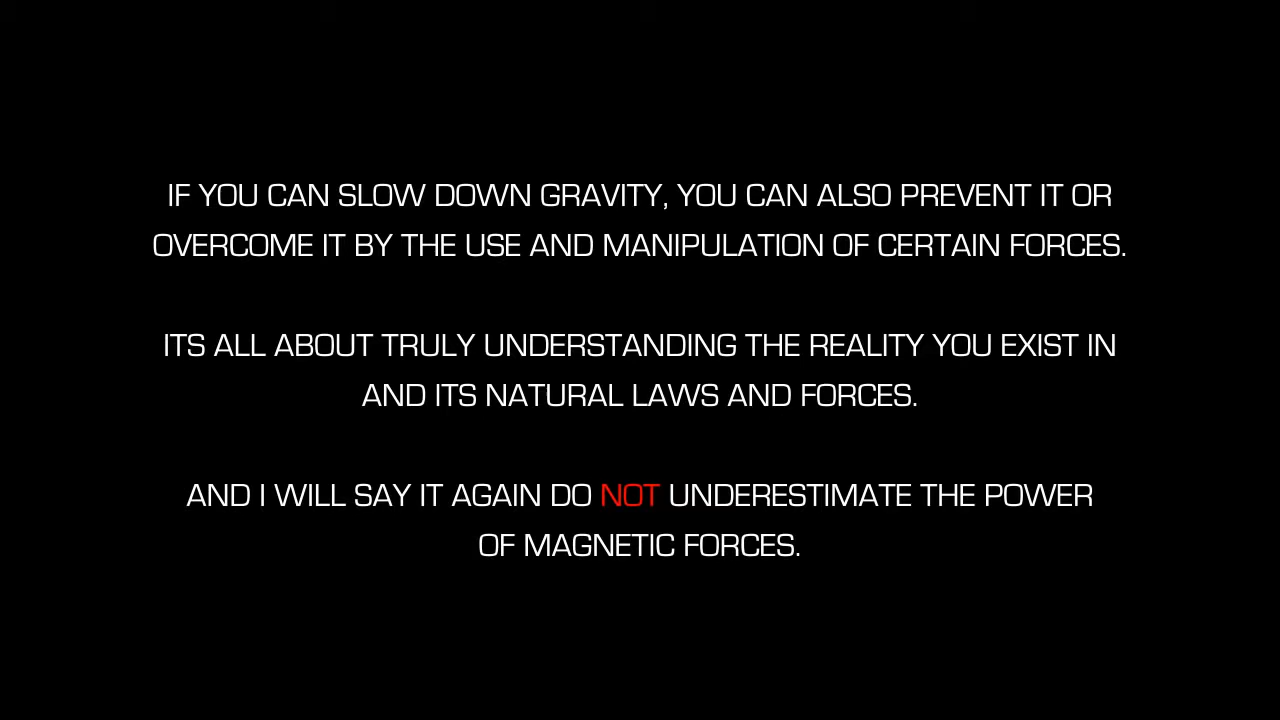 IF YOU CAN SLOW DOWN GRAVITY, YOU CAN ALSO PREVENT IT OR
OVERCOME IT BY THE USE AND MANIPULATION OF CERTAIN FORCES.
ITS ALL ABOUT TRULY UNDERSTANDING THE REALITY YOU EXIST IN
AND ITS NATURAL LAWS AND FORCES.
AND I WILL SAY IT AGAIN DO NOT UNDERESTIMATE THE POWER
OF MAGNETIC FORCES.